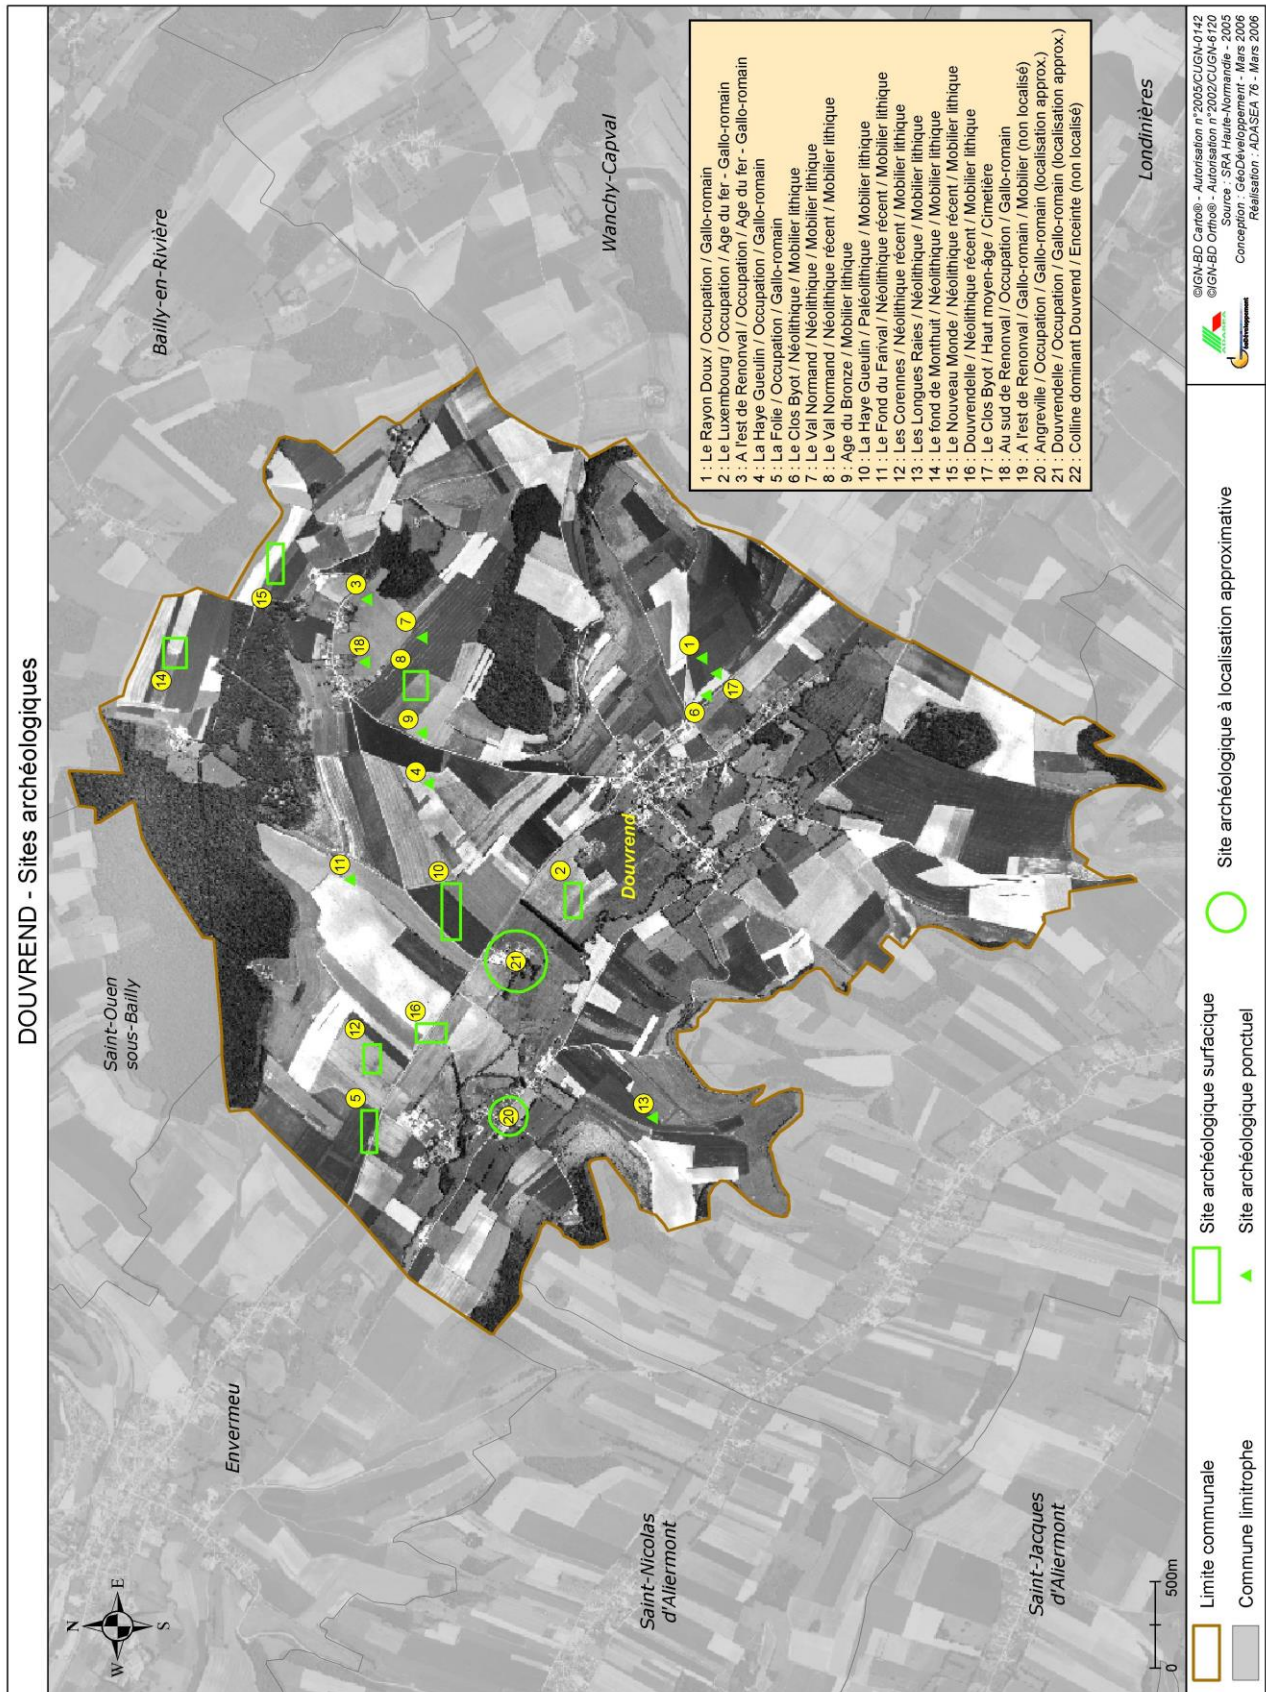 DOUVREND - Sites archéologiques
N
W
E
S
Envermeu
Saint-Ouen
sous-Bailly
Bailly-en-Rivière
Wanchy-Capval
Londinières
Saint-Nicolas
d'Aliermont
Saint-Jacques
d'Aliermont
Douvrend
14
15
3
18
7
8
9
4
11
10
2
21
16
12
5
20
13
1
6
17
1 : Le Rayon Doux / Occupation / Gallo-romain
2 : Le Luxembourg / Occupation / Age du fer - Gallo-romain
3 : A l'est de Renonval / Occupation / Age du fer - Gallo-romain
4 : La Haye Gueulin / Occupation / Gallo-romain
5 : La Folie / Occupation / Gallo-romain
6 : Le Clos Byot / Néolithique / Mobilier lithique
7 : Le Val Normand / Néolithique / Mobilier lithique
8 : Le Val Normand / Néolithique récent / Mobilier lithique
9 : Age du Bronze / Mobilier lithique
10 : La Haye Gueulin / Paléolithique / Mobilier lithique
11 : Le Fond du Farival / Néolithique récent / Mobilier lithique
12 : Les Corennes / Néolithique récent / Mobilier lithique
13 : Les Longues Raies / Néolithique / Mobilier lithique
14 : Le fond de Monthuit / Néolithique / Mobilier lithique
15 : Le Nouveau Monde / Néolithique récent / Mobilier lithique
16 : Douvrendelle / Néolithique récent / Mobilier lithique
17 : Le Clos Byot / Haut moyen-âge / Cimetière
18 : Au sud de Renonval / Occupation / Gallo-romain
19 : A l'est de Renonval / Gallo-romain / Mobilier (non localisé)
20 : Angreville / Occupation / Gallo-romain (localisation approx.)
21 : Douvrendelle / Occupation / Gallo-romain (localisation approx.)
22 : Colline dominant Douvrend / Enceinte (non localisé)
0 500m
Limite communale
Commune limitrophe
Site archéologique surfacique
Site archéologique ponctuel
Site archéologique à localisation approximative
ADASEA
GéoDéveloppement
©IGN-BD Carto® - Autorisation n°2005/CUGN-0142
©IGN-BD Ortho® - Autorisation n°2002/CUGN-6120
Source : SRA Haute-Normandie - 2005
Conception : GéoDéveloppement - Mars 2006
Réalisation : ADASEA 76 - Mars 2006